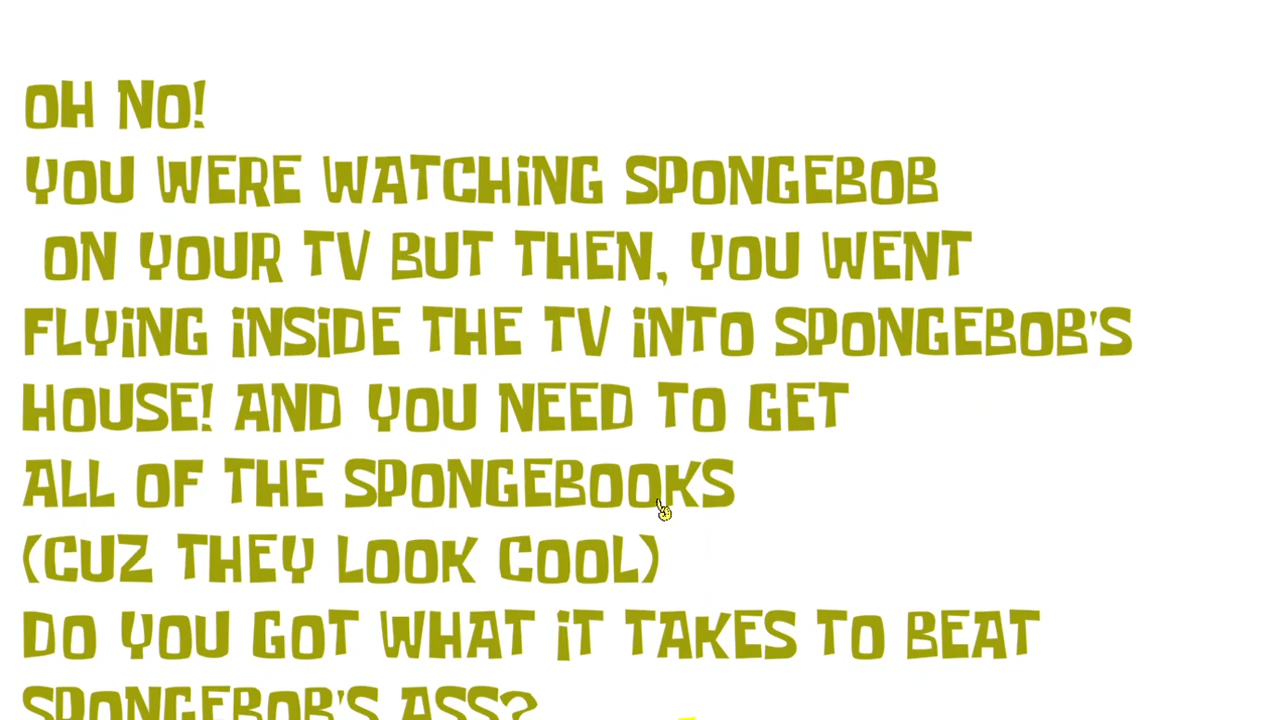 OH NO!
YOU WERE WATCHING SPONGEBOB
ON YOUR TV BUT THEN, YOU WENT
FLYING INSIDE THE TV INTO SPONGEBOB'S
HOUSE! AND YOU NEED TO GET
ALL OF THE SPONGEBOOKS
(CUZ THEY LOOK COOL)
DO YOU GOT WHAT IT TAKES TO BEAT
SPONGEBOB'S ASS?